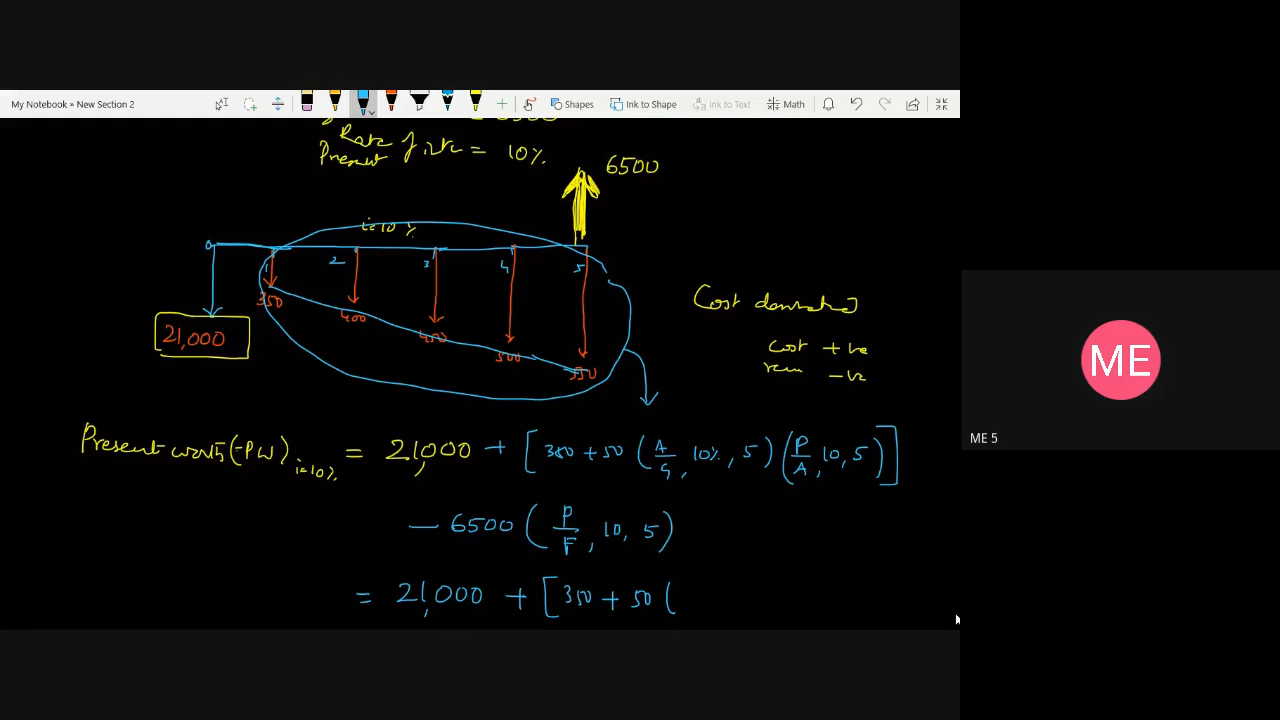 My Notebook » New Section 2
Shapes
Ink to Shape
Ink to Text
Math
Rate of = 10%
Present
6500
i=10%
0 1 2 3 4 5
350
400
450
500
550
21,000
Cost
cost +ve
-ve
Present worth (PW) i=10% = 21,000 + [350 + 50 (A/G, 10%, 5) (P/A, 10, 5)]
— 6500 (P/F, 10, 5)
= 21,000 + [350 + 50 (
ME
ME 5